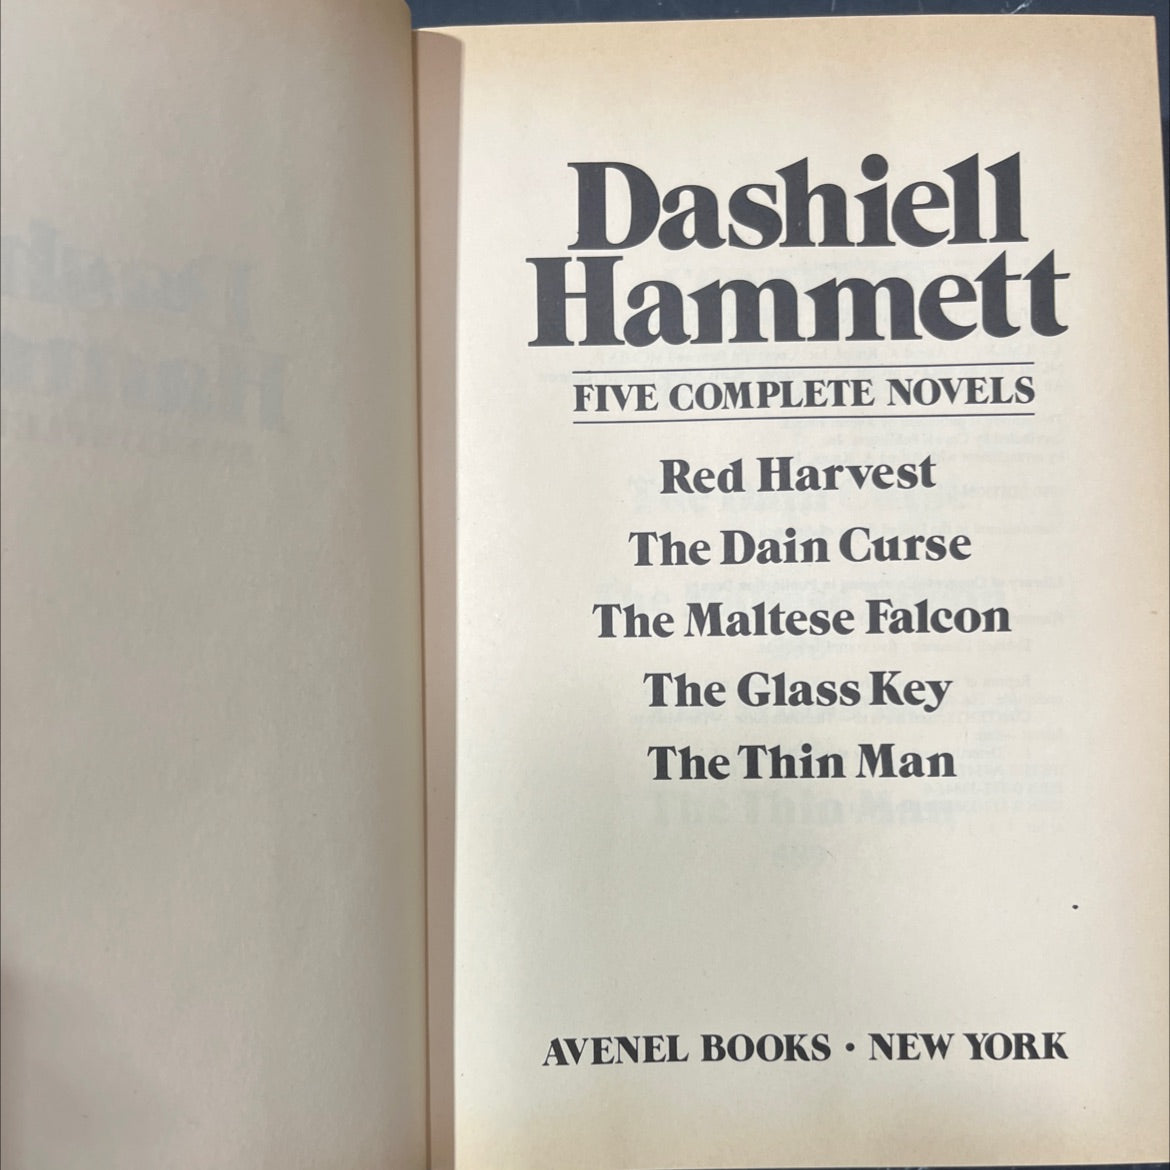 Dashiell
Hammett
FIVE COMPLETE NOVELS
Red Harvest
The Dain Curse
The Maltese Falcon
The Glass Key
The Thin Man
AVENEL BOOKS • NEW YORK